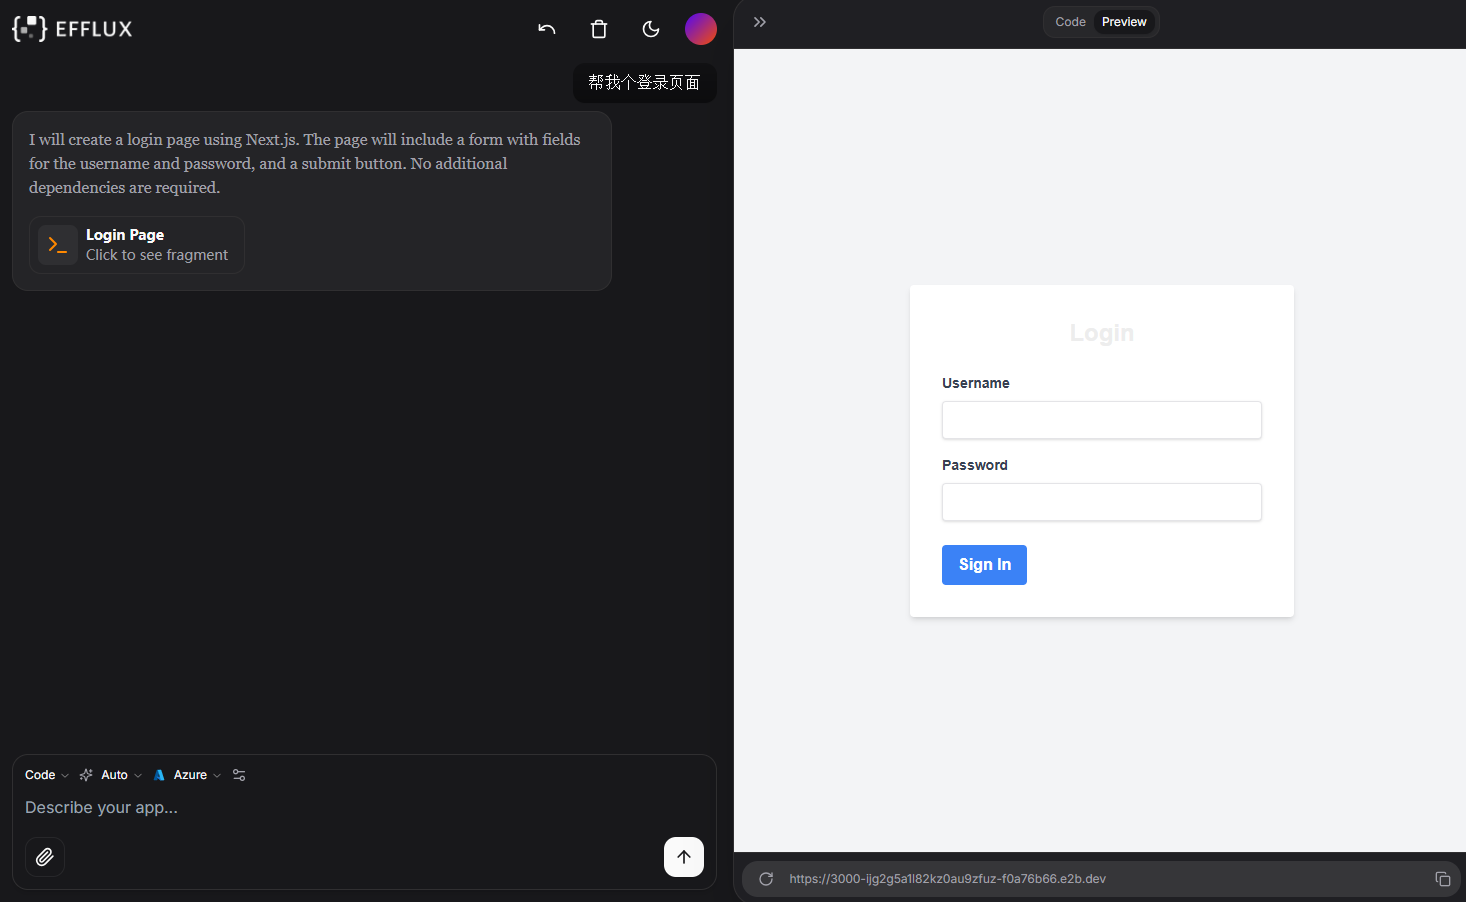 EFFLUX
帮我个登录页面
I will create a login page using Next.js. The page will include a form with fields
for the username and password, and a submit button. No additional
dependencies are required.
Login Page
Click to see fragment
Code
Auto
Azure
Describe your app...
Code
Preview
Login
Username
Password
Sign In
https://3000-ijg2g5a1l82kz0au9zfuz-f0a76b66.e2b.dev